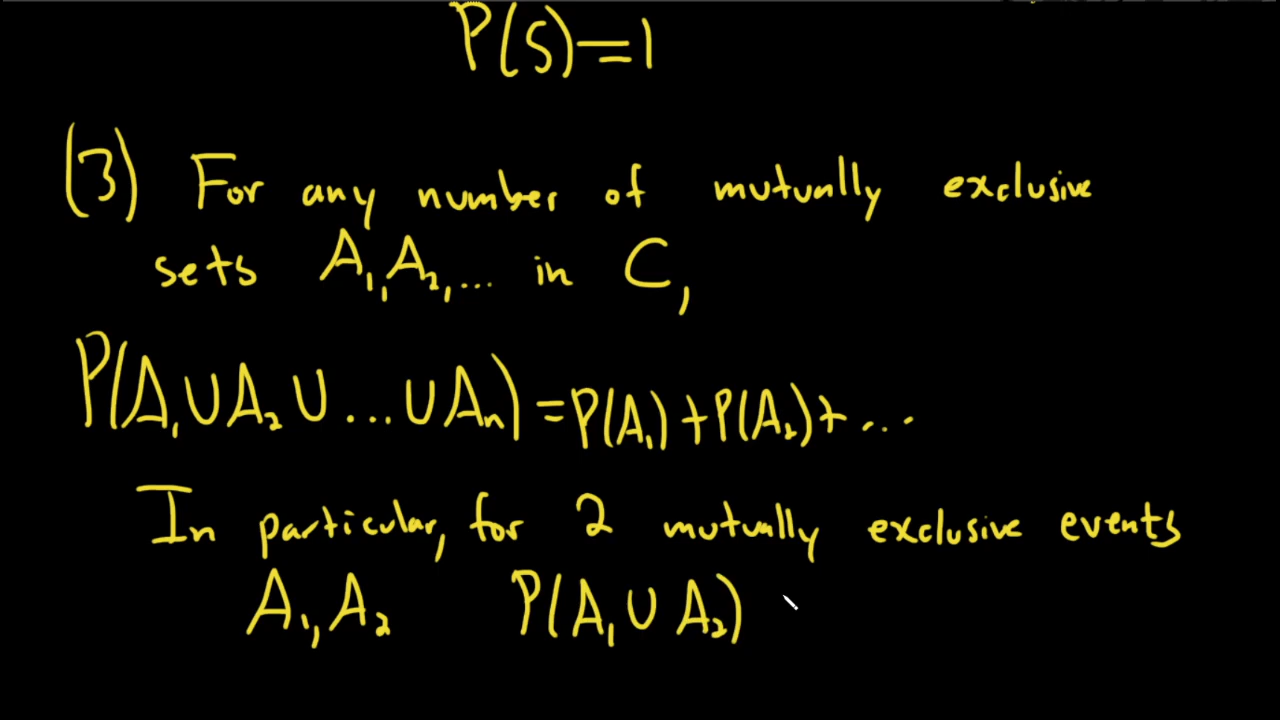 P(S)=1
(3) For any number of mutually exclusive
sets A₁, A₂, ... in C,
P(A₁ ∪ A₂ ∪ ... ∪ Aₙ) = P(A₁) + P(A₂) + ...
In particular, for 2 mutually exclusive events
A₁, A₂ P(A₁ ∪ A₂)